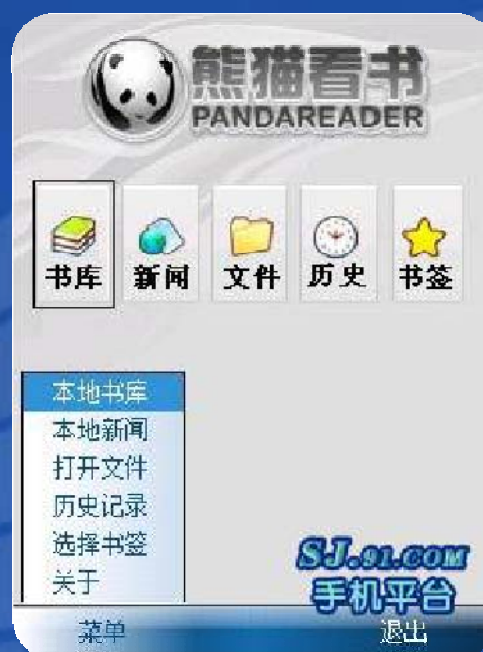 熊猫看书
PANDAREADER
书库 新闻 文件 历史 书签
本地书库
本地新闻
打开文件
历史记录
选择书签
关于
SJ.91.COM
手机平台
菜单 退出